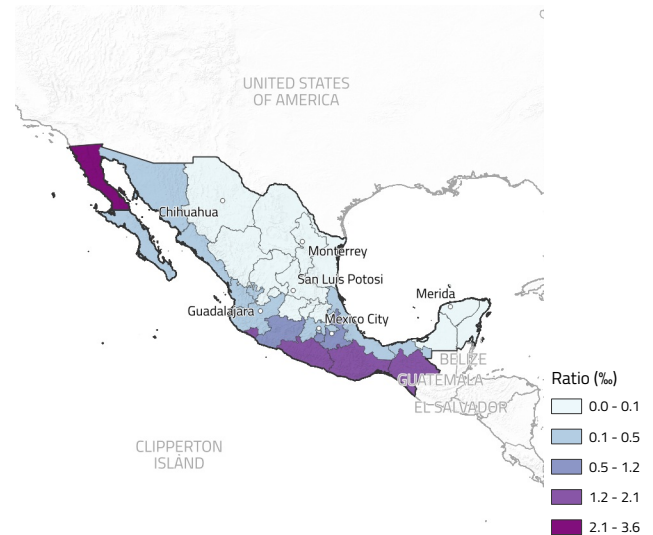 UNITED STATES
OF AMERICA
Chihuahua
Monterrey
San Luis Potosi
Merida
Guadalajara
Mexico City
BELIZE
GUATEMALA
EL SALVADOR
CLIPPERTON
ISLAND
Ratio (‰)
0.0 - 0.1
0.1 - 0.5
0.5 - 1.2
1.2 - 2.1
2.1 - 3.6